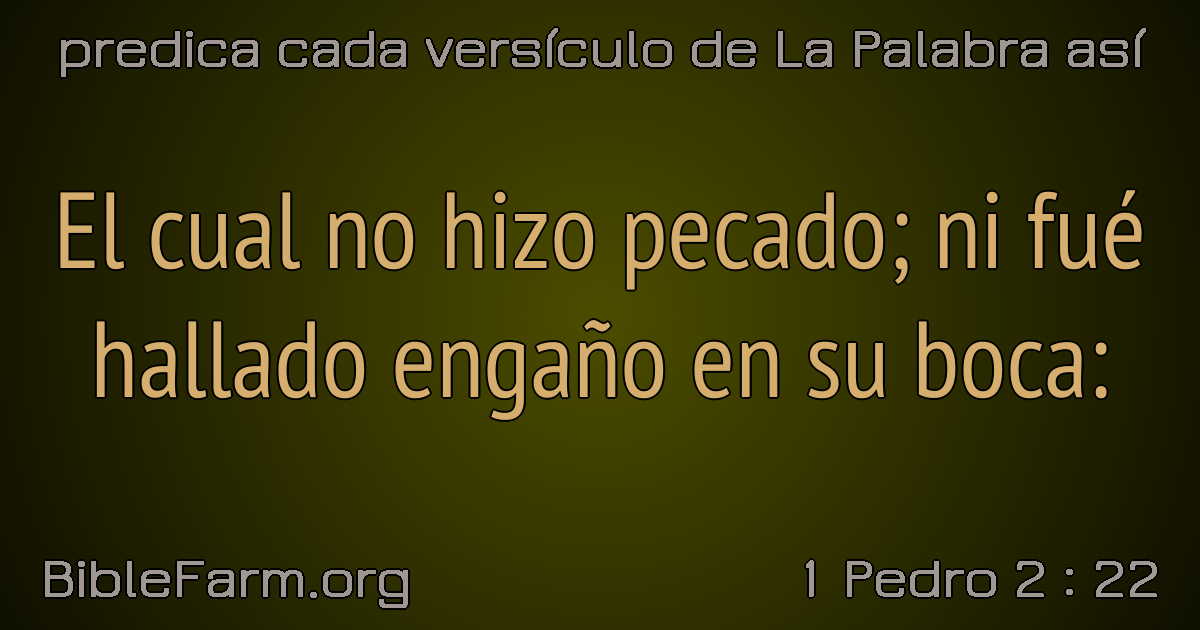 predica cada versículo de La Palabra así
El cual no hizo pecado; ni fué
hallado engaño en su boca:
BibleFarm.org
1 Pedro 2 : 22